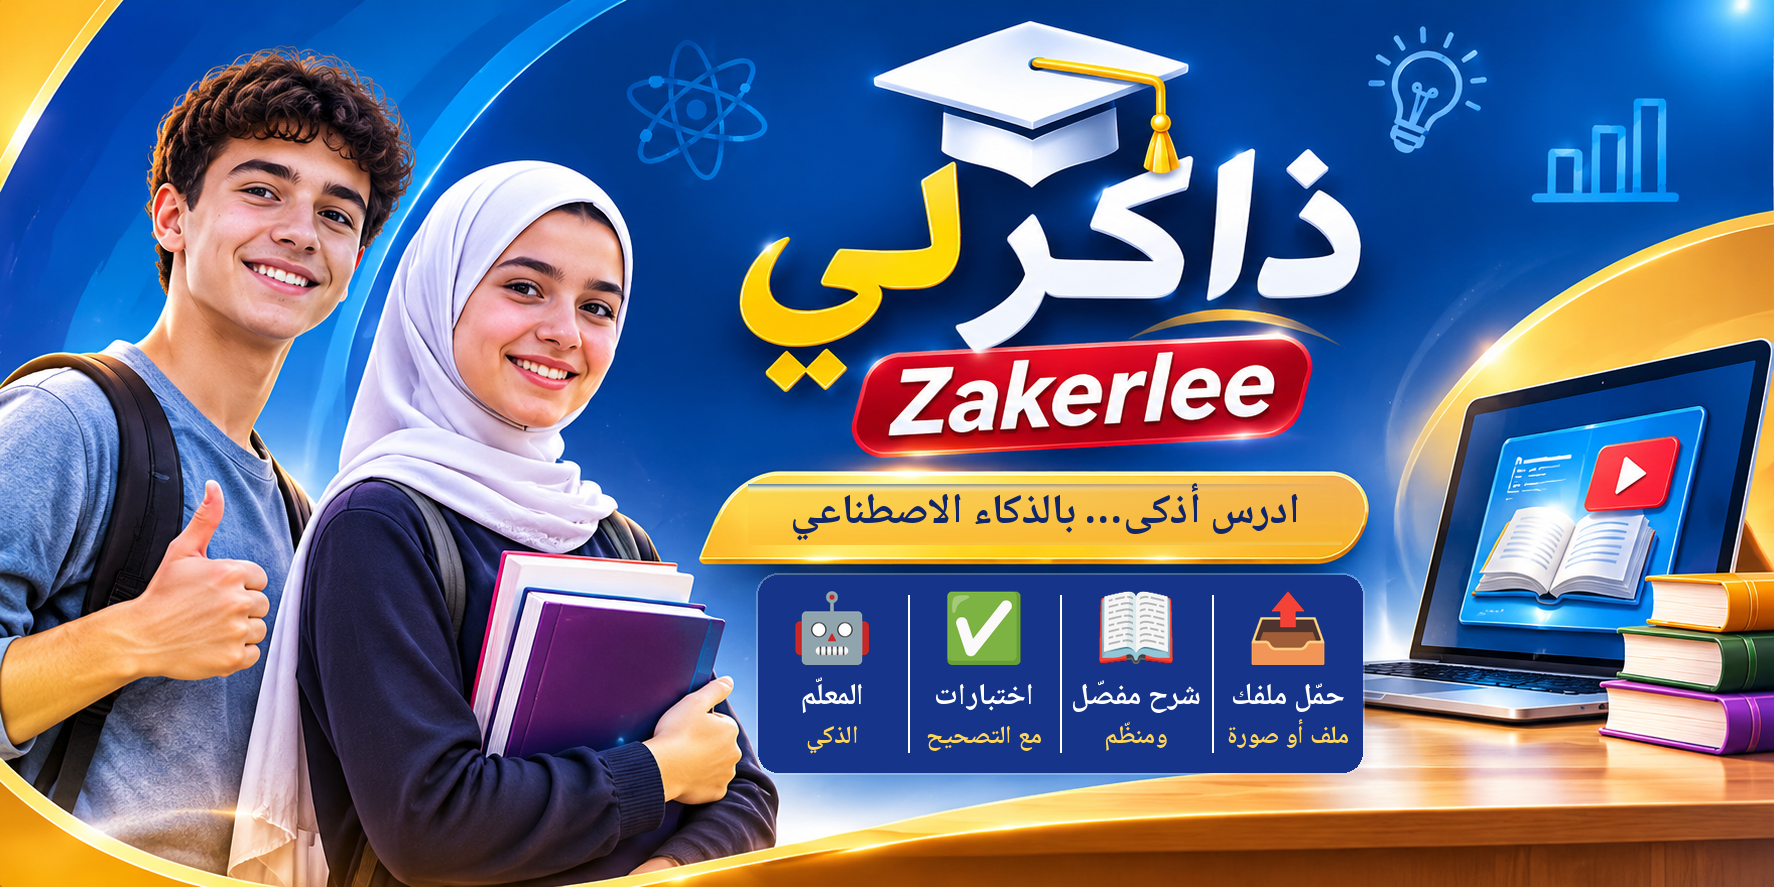 ذاكرلي
Zakerlee
ادرس أذكى... بالذكاء الاصطناعي
حمّل ملفك
ملف أو صورة
شرح مفصّل
ومنظّم
اختبارات
مع التصحيح
المعلّم
الذكي